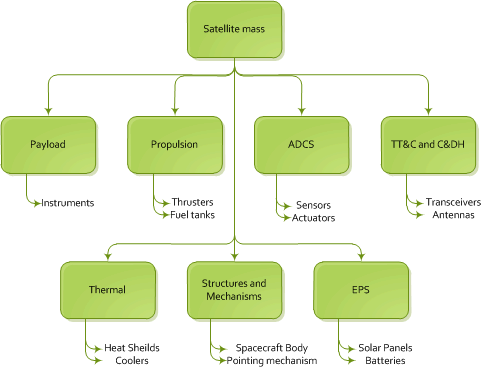 Satellite mass
Payload
Propulsion
ADCS
TT&C and C&DH
Instruments
Thrusters
Fuel tanks
Sensors
Actuators
Transceivers
Antennas
Thermal
Structures and
Mechanisms
EPS
Heat Sheilds
Coolers
Spacecraft Body
Pointing mechanism
Solar Panels
Batteries